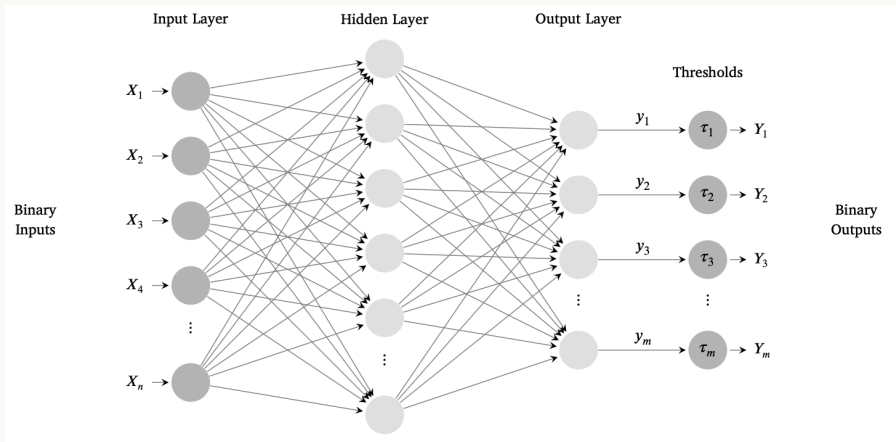 Input Layer
Hidden Layer
Output Layer
Thresholds
Binary
Inputs
X₁
X₂
X₃
X₄
⋮
Xₙ
⋮
y₁
y₂
y₃
⋮
yₘ
τ₁
τ₂
τ₃
⋮
τₘ
Y₁
Y₂
Y₃
Yₘ
Binary
Outputs